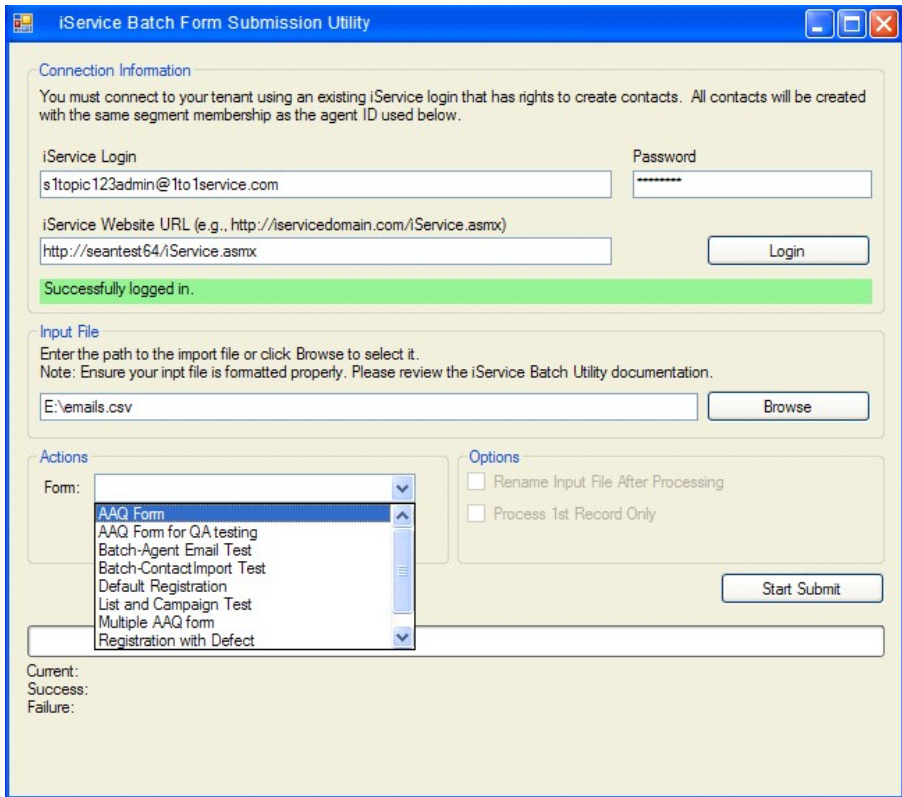 iService Batch Form Submission Utility
Connection Information
You must connect to your tenant using an existing iService login that has rights to create contacts. All contacts will be created
with the same segment membership as the agent ID used below.
iService Login
Password
s1topic123admin@1to1service.com
********
iService Website URL (e.g., http://iservicedomain.com/iService.asmx)
http://seantest64/iService.asmx
Login
Successfully logged in.
Input File
Enter the path to the import file or click Browse to select it.
Note: Ensure your inpt file is formatted properly. Please review the iService Batch Utility documentation.
E:\emails.csv
Browse
Actions
Options
Form:
Rename Input File After Processing
Process 1st Record Only
AAQ Form
AAQ Form for QA testing
Batch-Agent Email Test
Batch-ContactImport Test
Default Registration
List and Campaign Test
Multiple AAQ form
Registration with Defect
Start Submit
Current:
Success:
Failure: